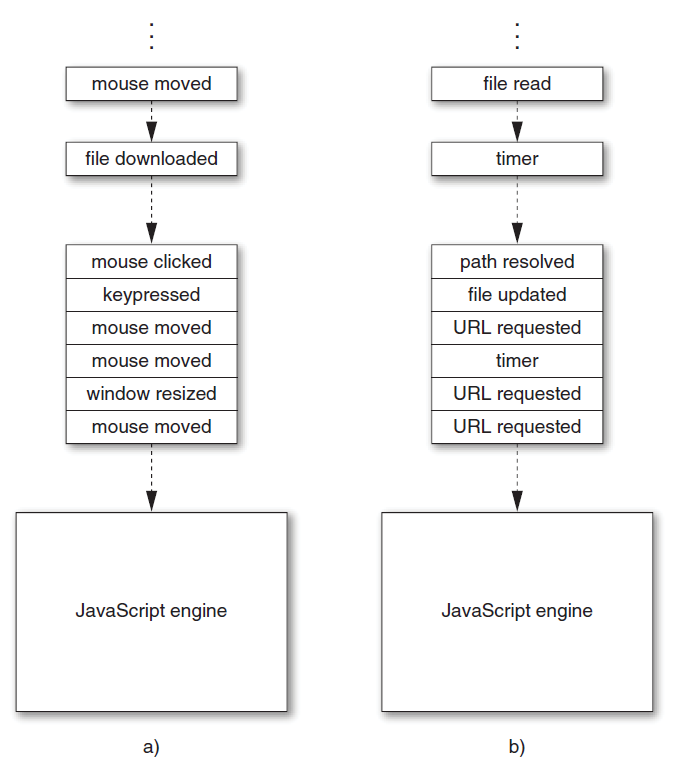 mouse moved
file downloaded
mouse clicked
keypressed
mouse moved
mouse moved
window resized
mouse moved
JavaScript engine
a)
file read
timer
path resolved
file updated
URL requested
timer
URL requested
URL requested
JavaScript engine
b)